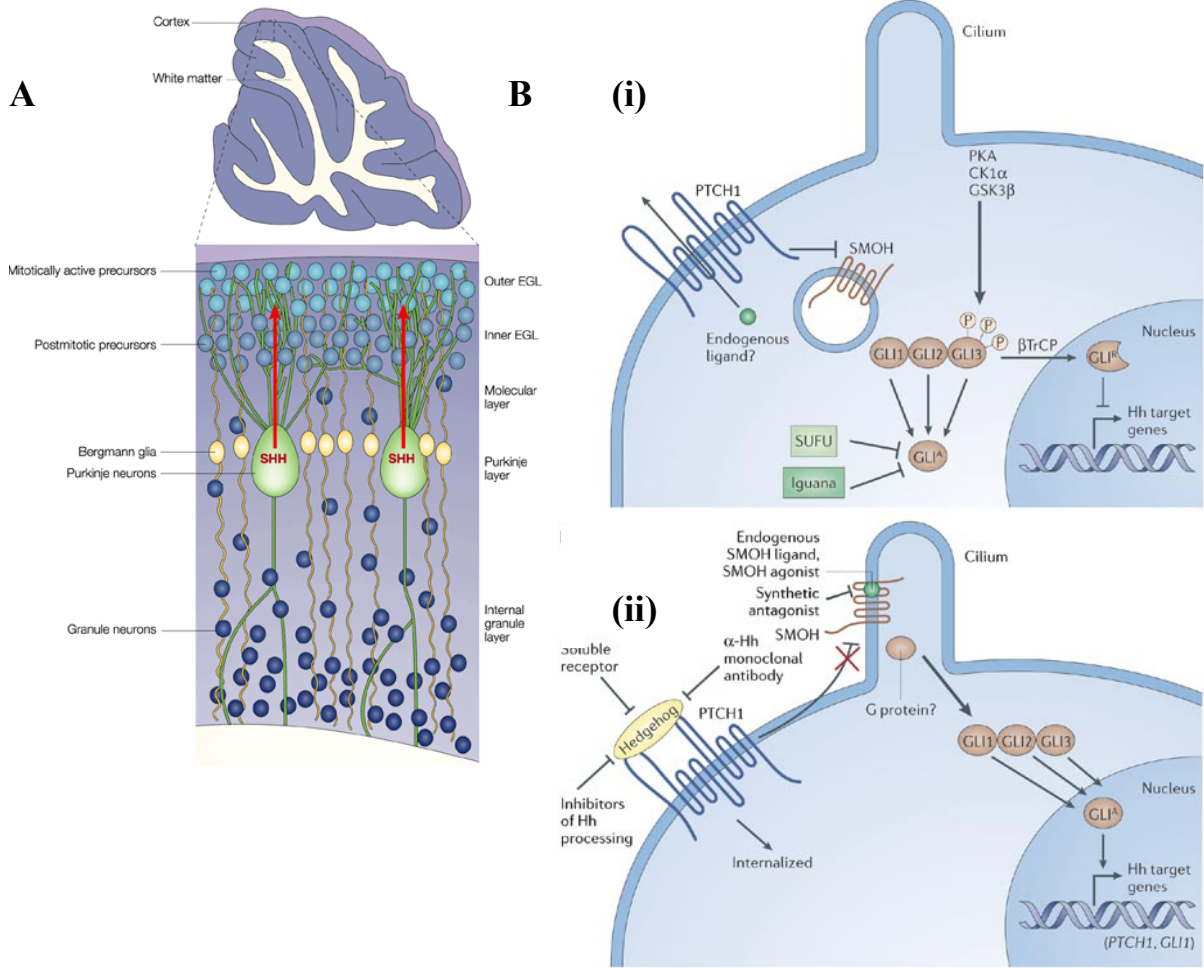 A
Cortex
White matter
Mitotically active precursors
Postmitotic precursors
Bergmann glia
Purkinje neurons
Granule neurons
Outer EGL
Inner EGL
Molecular
layer
Purkinje
layer
Internal
granule
layer
SHH
SHH
B
(i)
Cilium
PKA
CK1α
GSK3β
PTCH1
SMOH
Endogenous
ligand?
P
P
P
GLI1
GLI2
GLI3
βTrCP
Nucleus
GLIᴿ
Hh target
genes
SUFU
Iguana
GLIᴬ
(ii)
Endogenous
SMOH ligand,
SMOH agonist
Synthetic
antagonist
SMOH
Cilium
Soluble
receptor
α-Hh
monoclonal
antibody
PTCH1
Hedgehog
G protein?
GLI1
GLI2
GLI3
Inhibitors
of Hh
processing
Internalized
Nucleus
GLIᴬ
Hh target
genes
(PTCH1, GLI1)